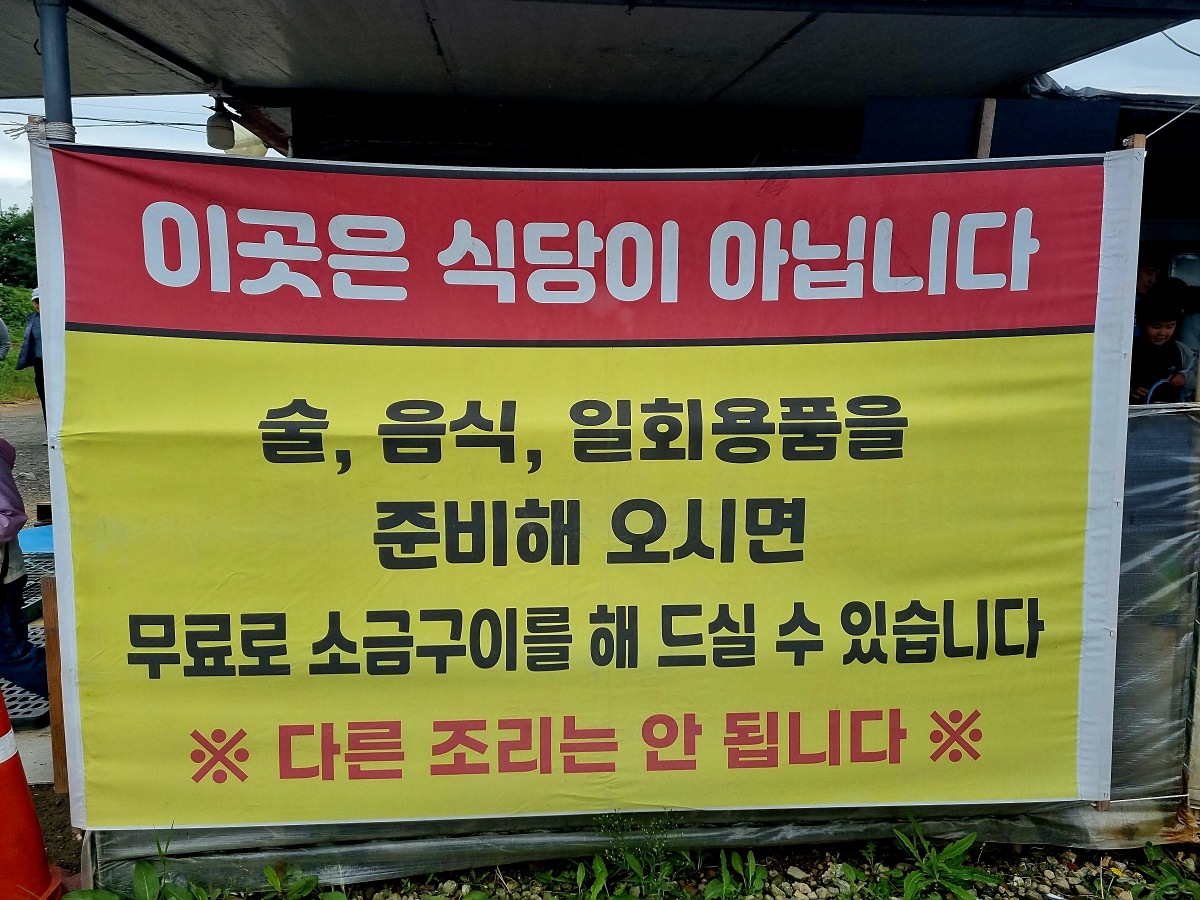 이곳은 식당이 아닙니다
술, 음식, 일회용품을
준비해 오시면
무료로 소금구이를 해 드실 수 있습니다
※ 다른 조리는 안 됩니다 ※